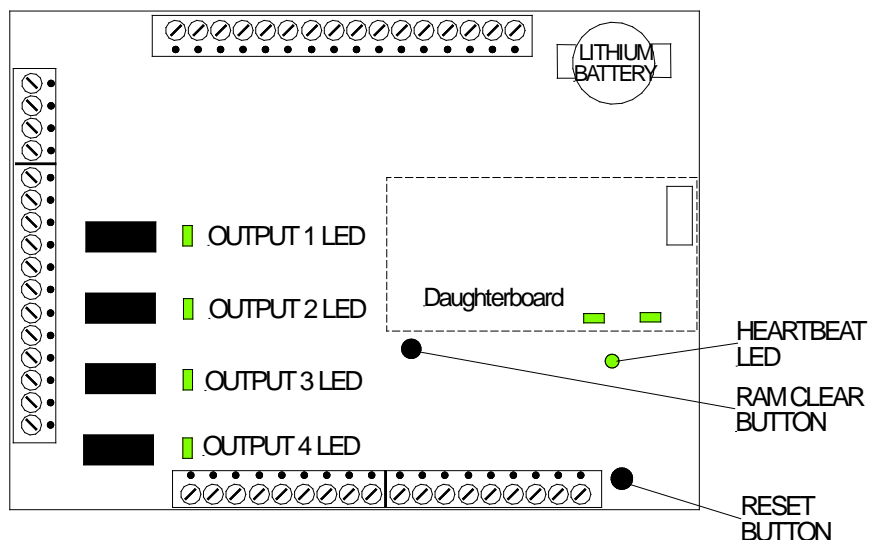 LITHIUM
BATTERY
OUTPUT 1 LED
OUTPUT 2 LED
Daughterboard
HEARTBEAT
LED
OUTPUT 3 LED
RAM CLEAR
BUTTON
OUTPUT 4 LED
RESET
BUTTON